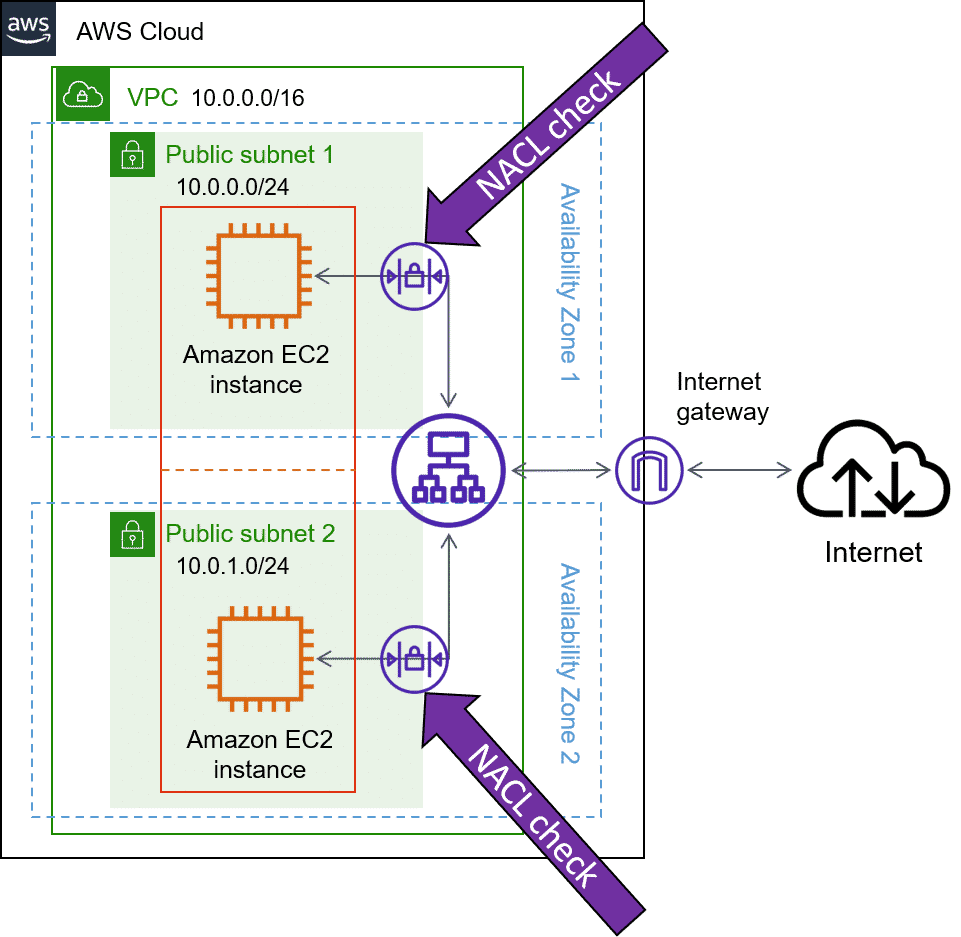 aws
AWS Cloud
VPC 10.0.0.0/16
NACL check
Public subnet 1
10.0.0.0/24
Availability Zone 1
Amazon EC2
instance
Internet
gateway
Internet
Public subnet 2
10.0.1.0/24
Availability Zone 2
Amazon EC2
instance
NACL check